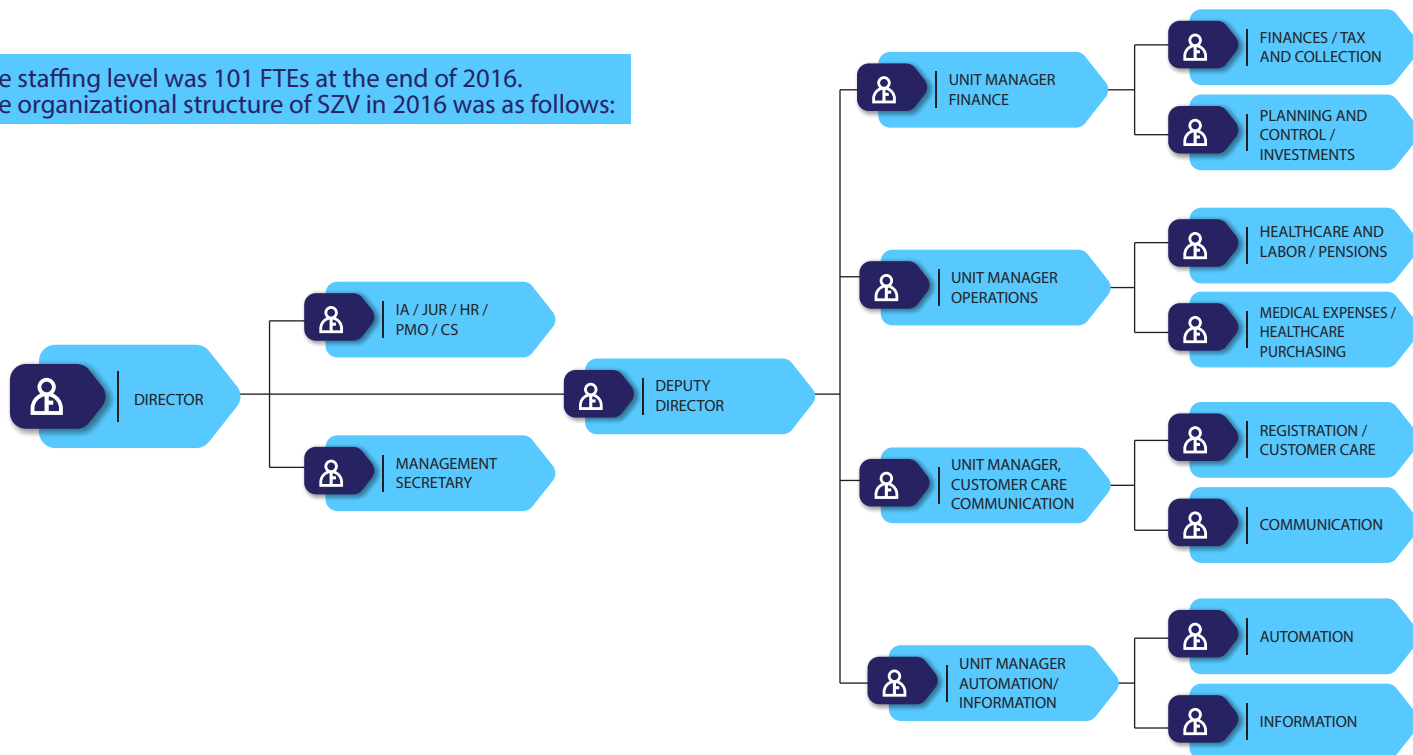 e staffing level was 101 FTEs at the end of 2016.
e organizational structure of SZV in 2016 was as follows:
DIRECTOR
IA / JUR / HR /
PMO / CS
MANAGEMENT
SECRETARY
DEPUTY
DIRECTOR
UNIT MANAGER
FINANCE
FINANCES / TAX
AND COLLECTION
PLANNING AND
CONTROL /
INVESTMENTS
UNIT MANAGER
OPERATIONS
HEALTHCARE AND
LABOR / PENSIONS
MEDICAL EXPENSES /
HEALTHCARE
PURCHASING
UNIT MANAGER,
CUSTOMER CARE
COMMUNICATION
REGISTRATION /
CUSTOMER CARE
COMMUNICATION
UNIT MANAGER
AUTOMATION/
INFORMATION
AUTOMATION
INFORMATION